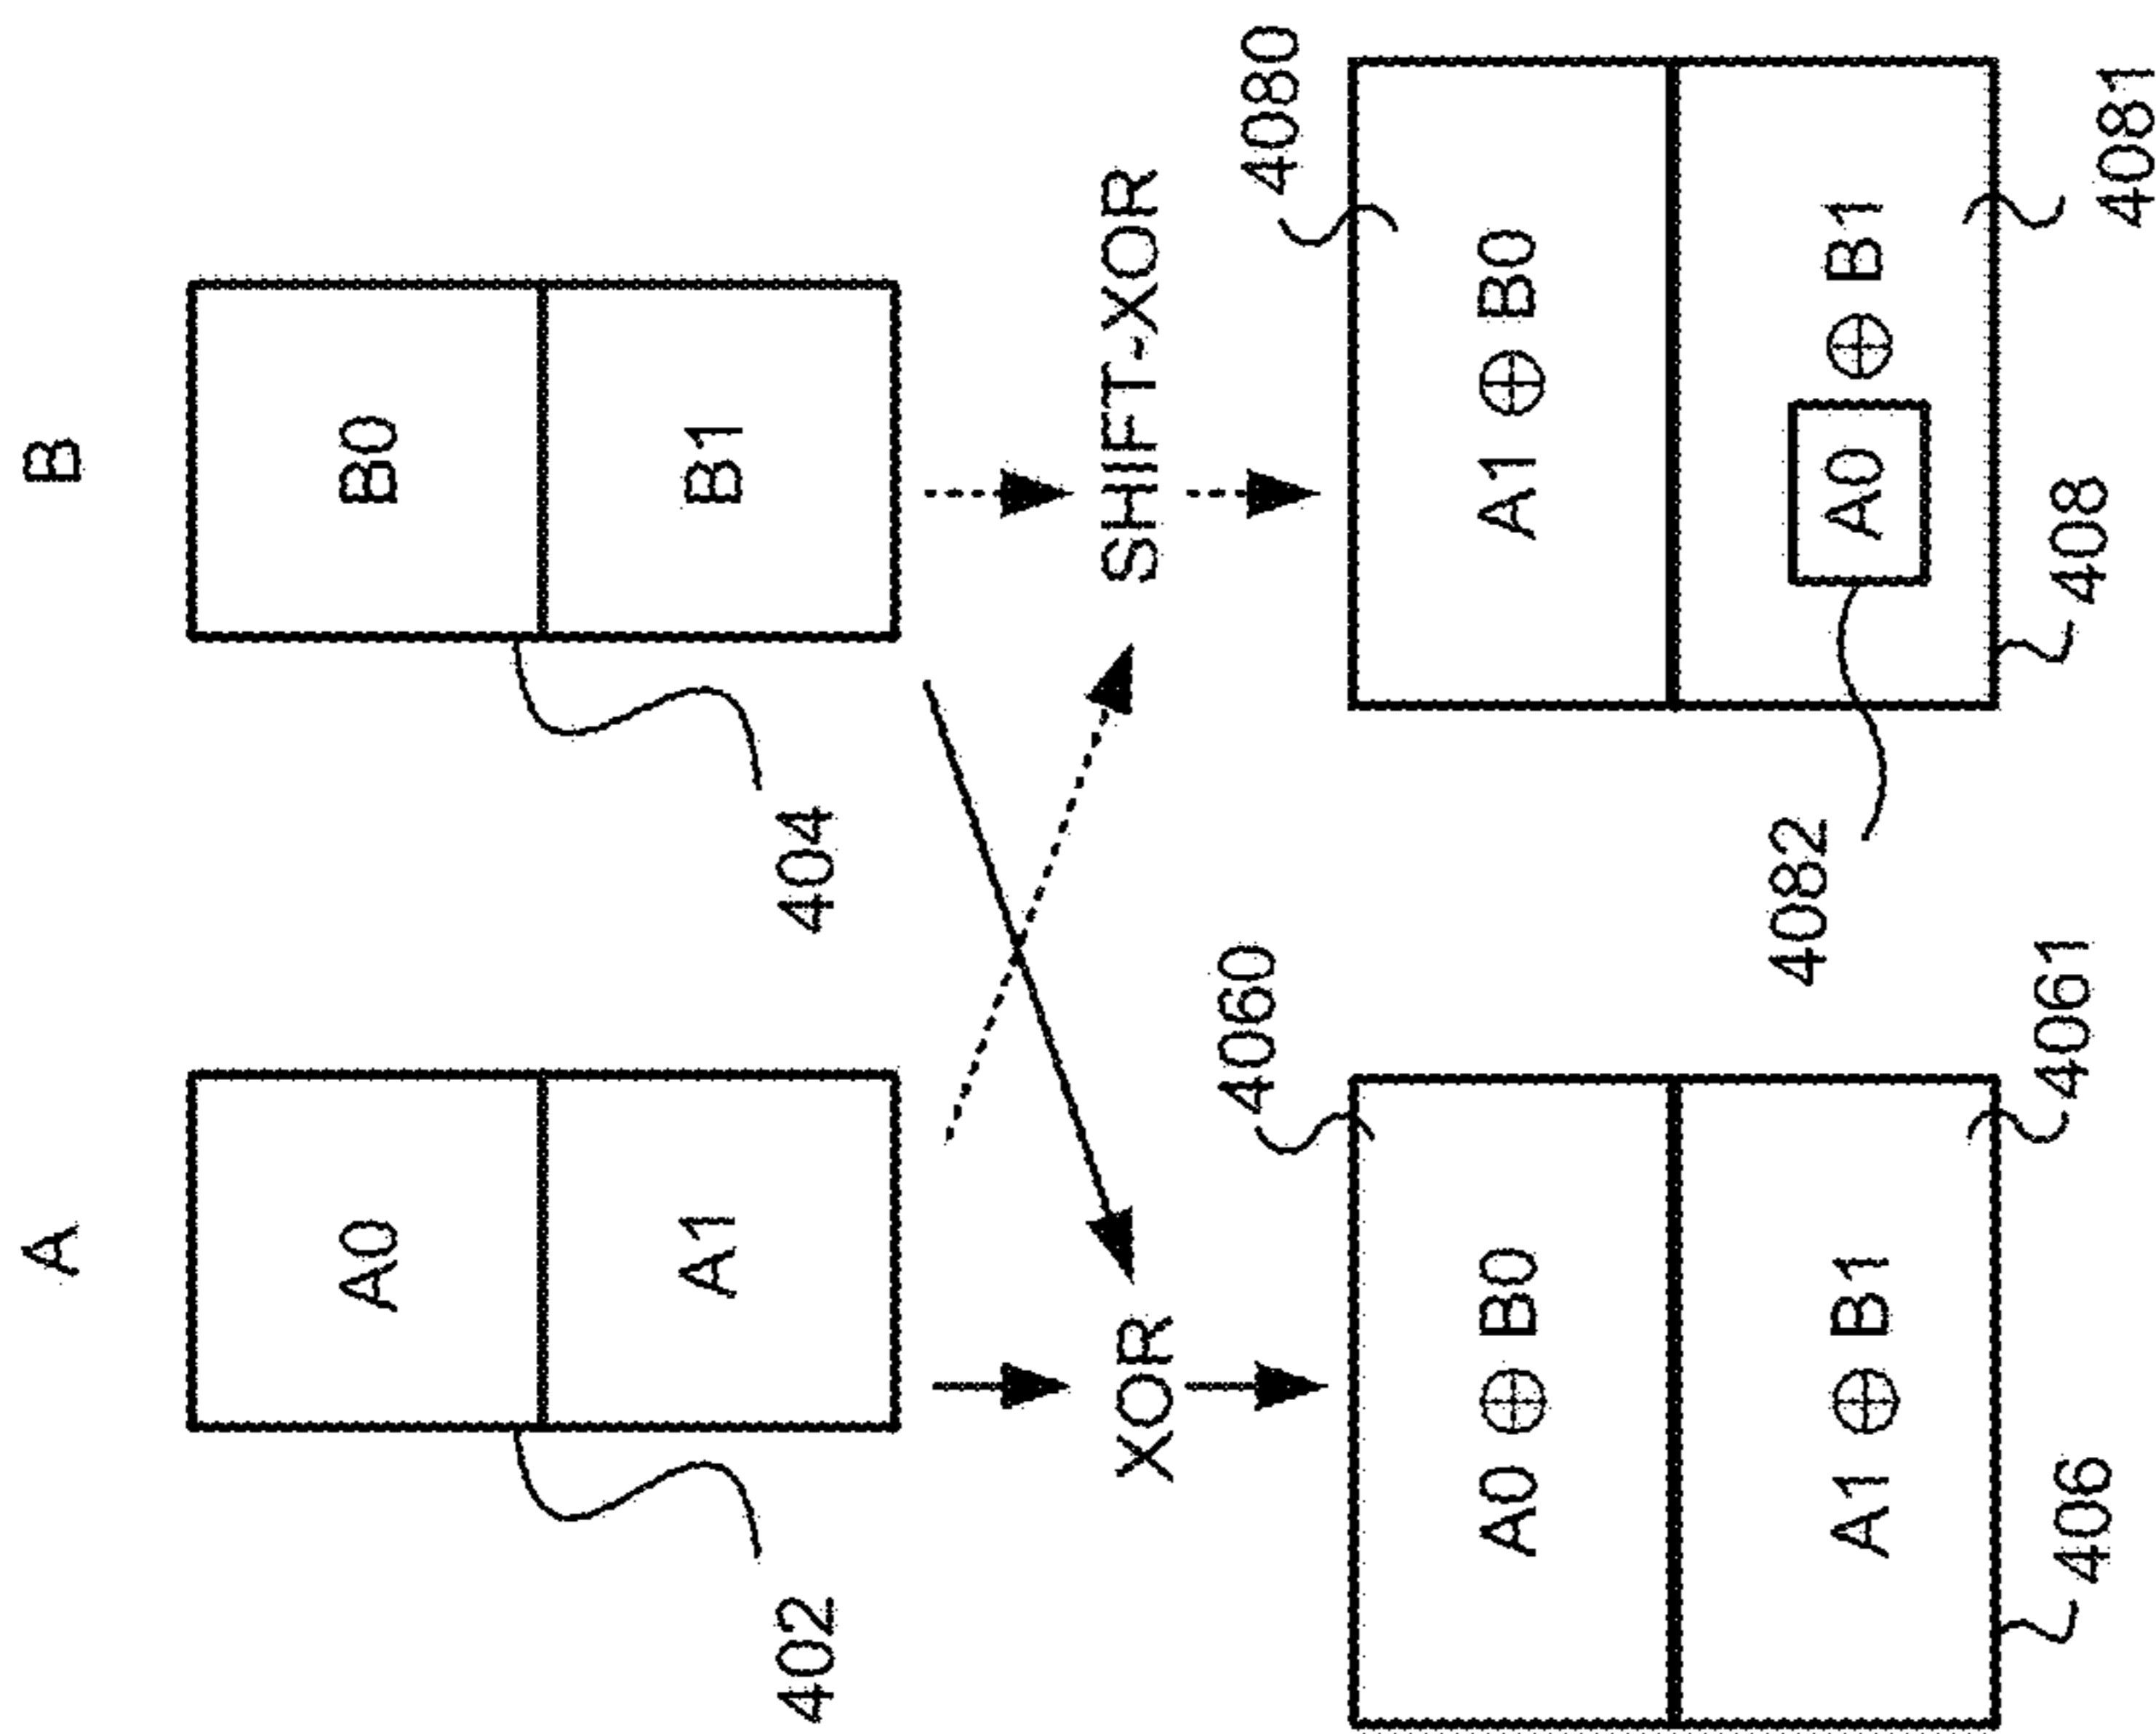 A B
A0 B0
A1 B1
402 404
XOR SHIFT-XOR
4060 4080
A0 ⊕ B0 A1 ⊕ B0
4082
A1 ⊕ B1 A0 ⊕ B1
4061 4081
406 408